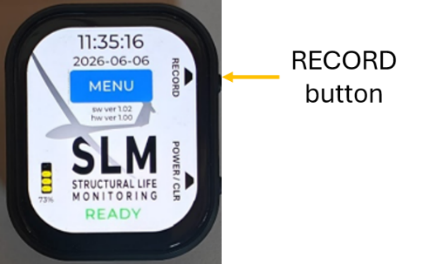 11:35:16
2026-06-06
MENU
sw ver 1.02
hw ver 1.00
RECORD
SLM
STRUCTURAL LIFE
MONITORING
POWER / CLR
73%
READY
RECORD
button